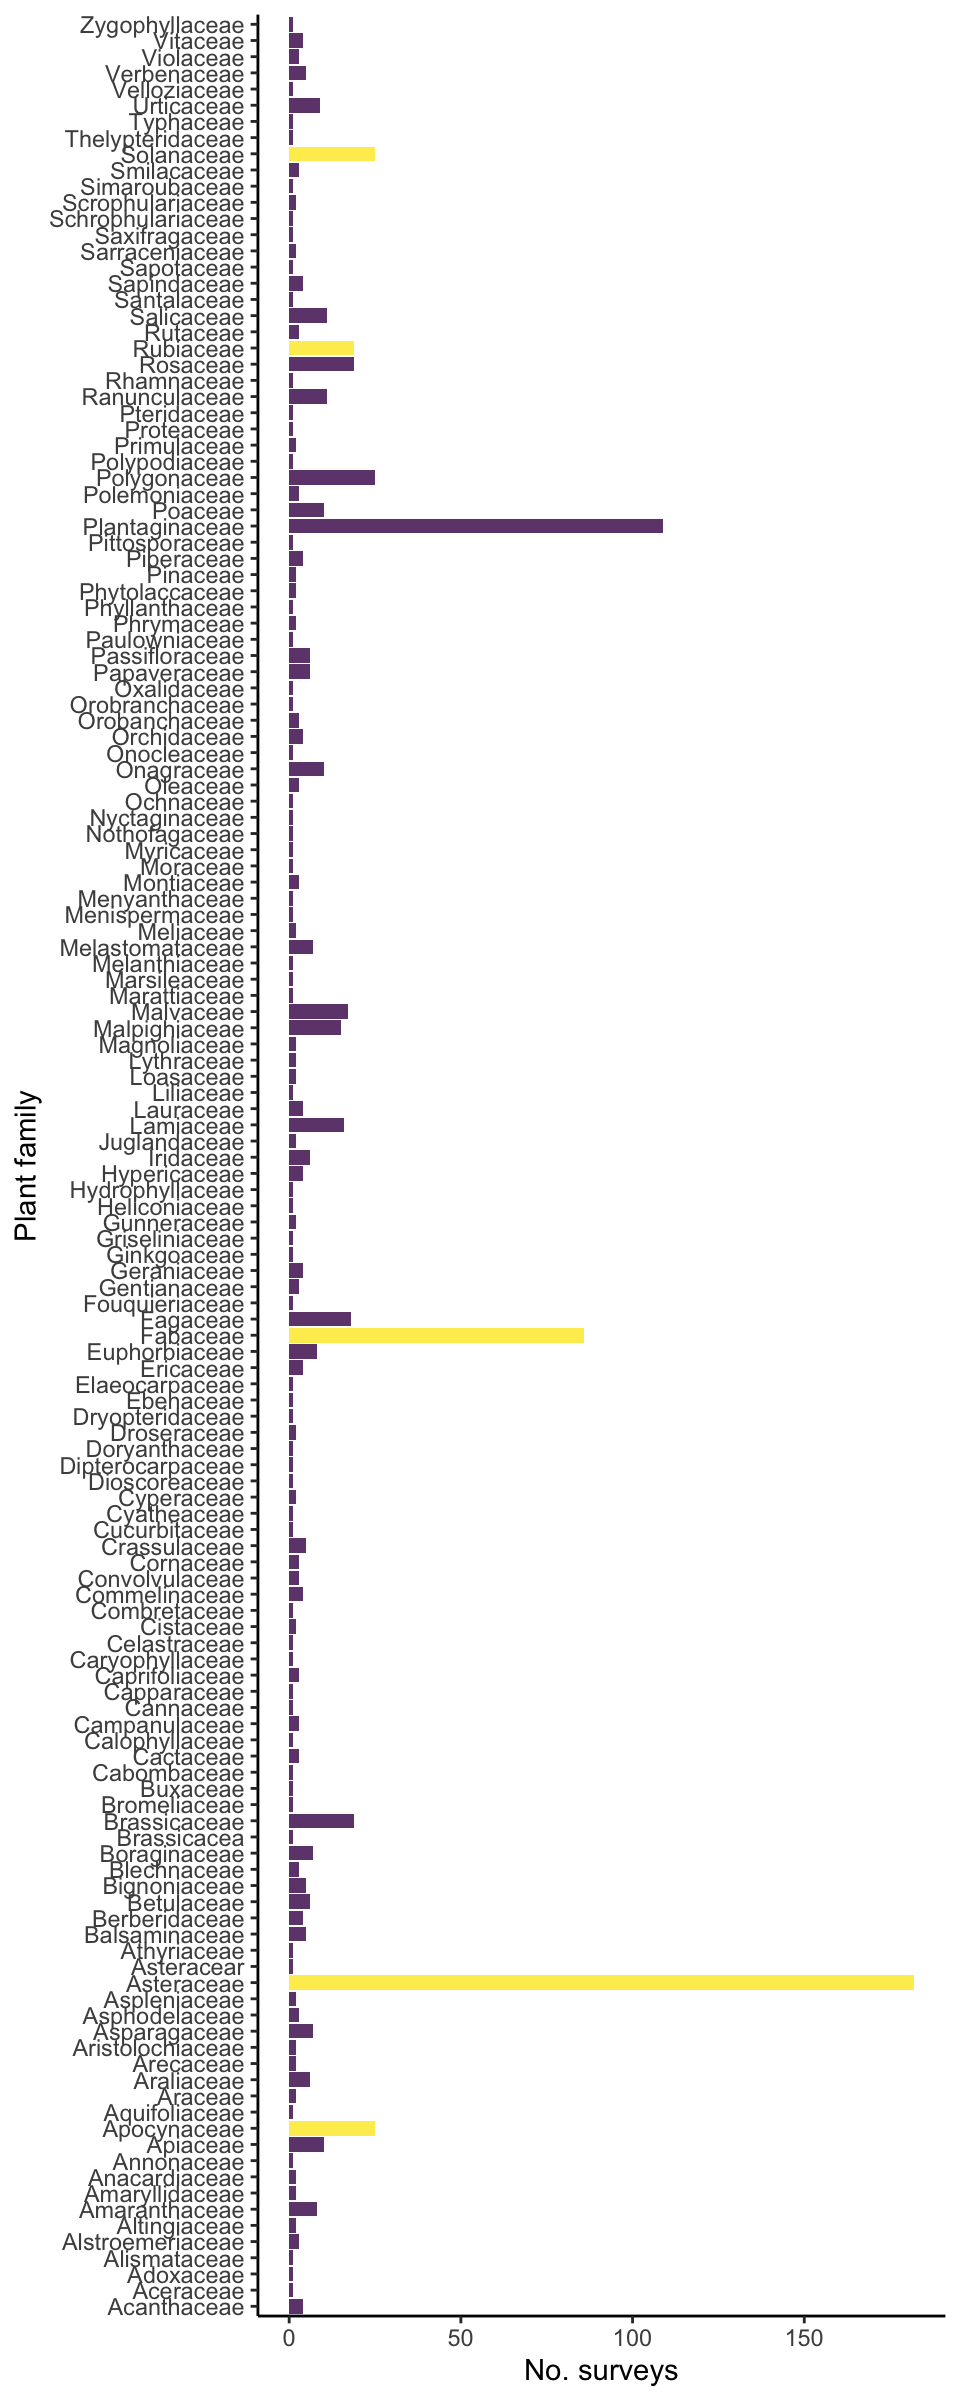 Zygophyllaceae
Vitaceae
Violaceae
Verbenaceae
Velloziaceae
Urticaceae
Typhaceae
Thelypteridaceae
Solanaceae
Smilacaceae
Simaroubaceae
Scrophulariaceae
Schrophulariaceae
Saxifragaceae
Sarraceniaceae
Sapotaceae
Sapindaceae
Santalaceae
Salicaceae
Rutaceae
Rubiaceae
Rosaceae
Rhamnaceae
Ranunculaceae
Pteridaceae
Proteaceae
Primulaceae
Polypodiaceae
Polygonaceae
Polemoniaceae
Poaceae
Plantaginaceae
Pittosporaceae
Piperaceae
Pinaceae
Phytolaccaceae
Phyllanthaceae
Phrymaceae
Paulowniaceae
Passifloraceae
Papaveraceae
Oxalidaceae
Orobranchaceae
Orobanchaceae
Orchidaceae
Onocleaceae
Onagraceae
Oleaceae
Ochnaceae
Nyctaginaceae
Nothofagaceae
Myricaceae
Moraceae
Montiaceae
Menyanthaceae
Menispermaceae
Meliaceae
Melastomataceae
Melanthiaceae
Marsileaceae
Marattiaceae
Malvaceae
Malpighiaceae
Magnoliaceae
Lythraceae
Loasaceae
Liliaceae
Lauraceae
Lamiaceae
Juglandaceae
Iridaceae
Hypericaceae
Hydrophyllaceae
Heliconiaceae
Gunneraceae
Griseliniaceae
Ginkgoaceae
Geraniaceae
Gentianaceae
Fouquieriaceae
Fagaceae
Fabaceae
Euphorbiaceae
Ericaceae
Elaeocarpaceae
Ebenaceae
Dryopteridaceae
Droseraceae
Doryanthaceae
Dipterocarpaceae
Dioscoreaceae
Cyperaceae
Cyatheaceae
Cucurbitaceae
Crassulaceae
Cornaceae
Convolvulaceae
Commelinaceae
Combretaceae
Cistaceae
Celastraceae
Caryophyllaceae
Caprifoliaceae
Capparaceae
Cannaceae
Campanulaceae
Calophyllaceae
Cactaceae
Cabombaceae
Buxaceae
Bromeliaceae
Brassicaceae
Brassicacea
Boraginaceae
Blechnaceae
Bignoniaceae
Betulaceae
Berberidaceae
Balsaminaceae
Athyriaceae
Asteracear
Asteraceae
Aspleniaceae
Asphodelaceae
Asparagaceae
Aristolochiaceae
Arecaceae
Araliaceae
Araceae
Aquifoliaceae
Apocynaceae
Apiaceae
Annonaceae
Anacardiaceae
Amaryllidaceae
Amaranthaceae
Altingiaceae
Alstroemeriaceae
Alismataceae
Adoxaceae
Aceraceae
Acanthaceae
Plant family
0 50 100 150
No. surveys